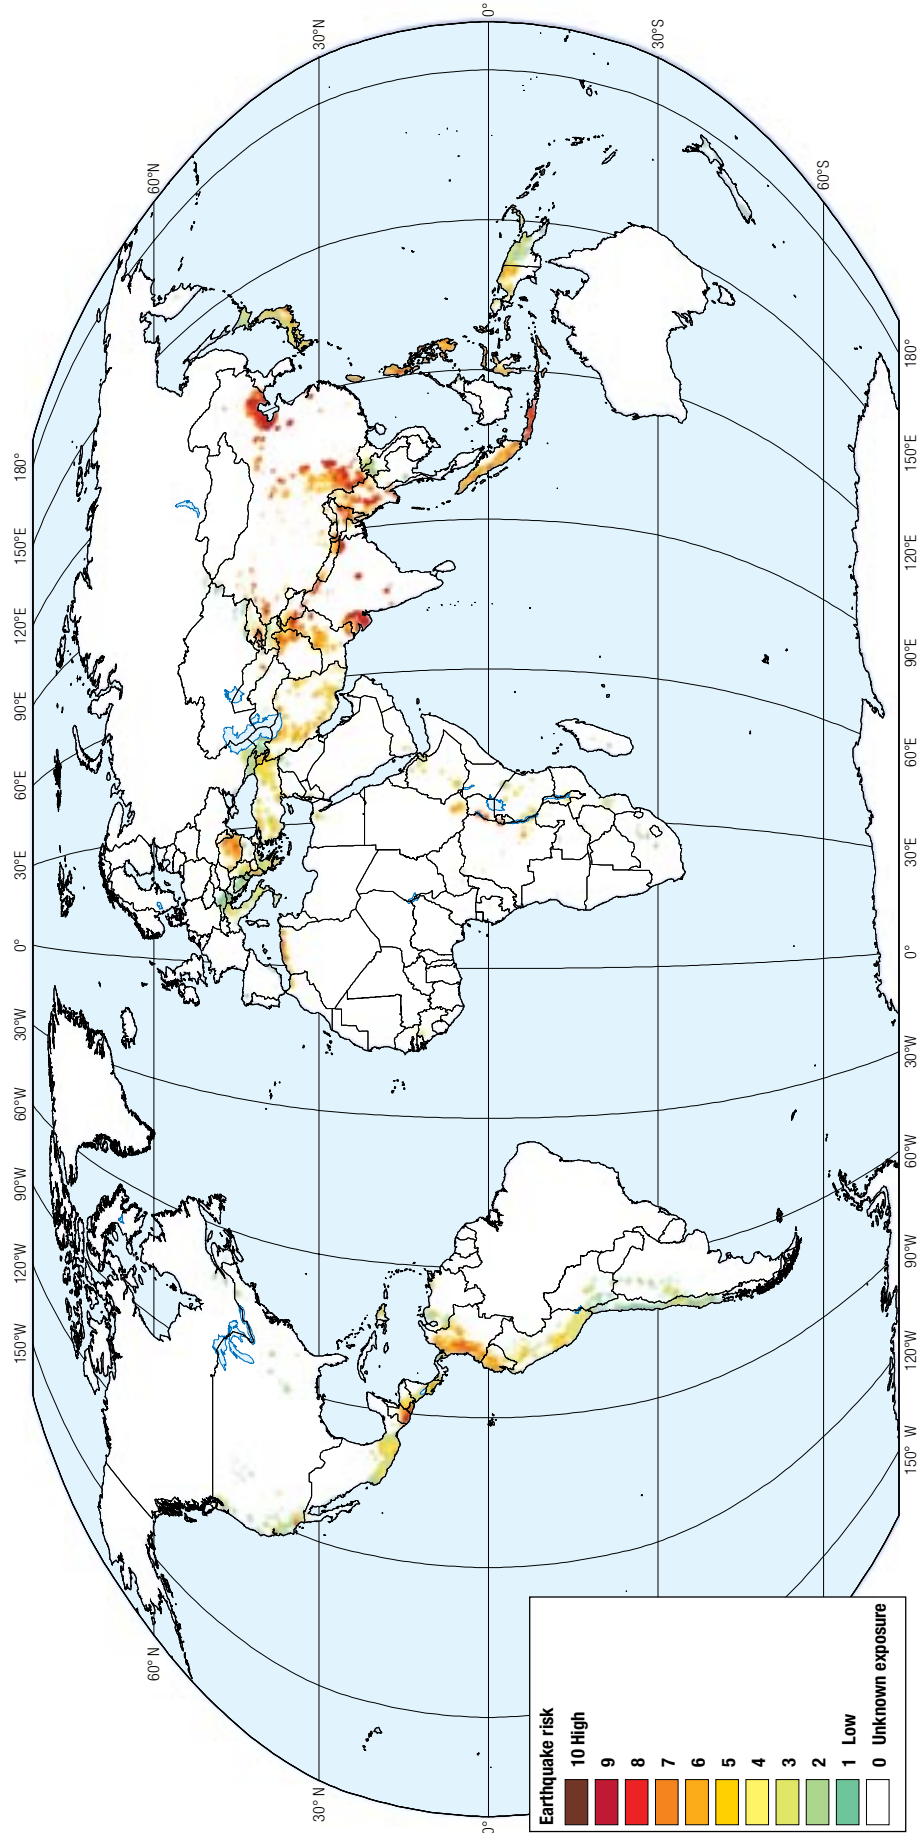 150°W 120°W 90°W 60°W 30°W 0° 30°E 60°E 90°E 120°E 150°E 180°
60° N 60°N
30° N 30°N
0° 0°
30°S
60°S
Earthquake risk
10 High
9
8
7
6
5
4
3
2
1 Low
0 Unknown exposure
150° W 120°W 90°W 60°W 30°W 0° 90°E 120°E 150°E 180°